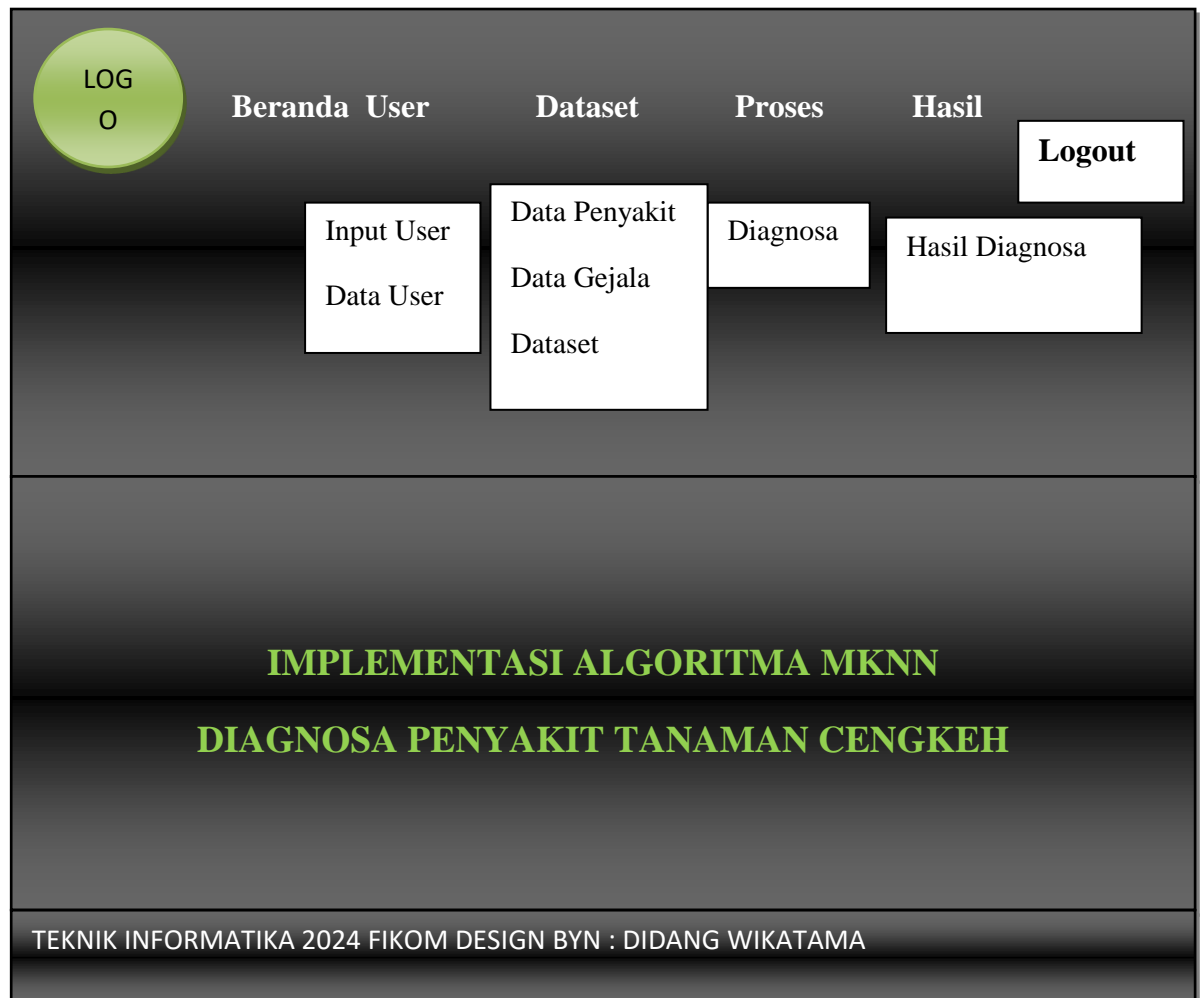 LOG
O
Beranda User Dataset Proses Hasil
Logout
Input User
Data User
Data Penyakit
Data Gejala
Dataset
Diagnosa
Hasil Diagnosa
IMPLEMENTASI ALGORITMA MKNN
DIAGNOSA PENYAKIT TANAMAN CENGKEH
TEKNIK INFORMATIKA 2024 FIKOM DESIGN BYN : DIDANG WIKATAMA